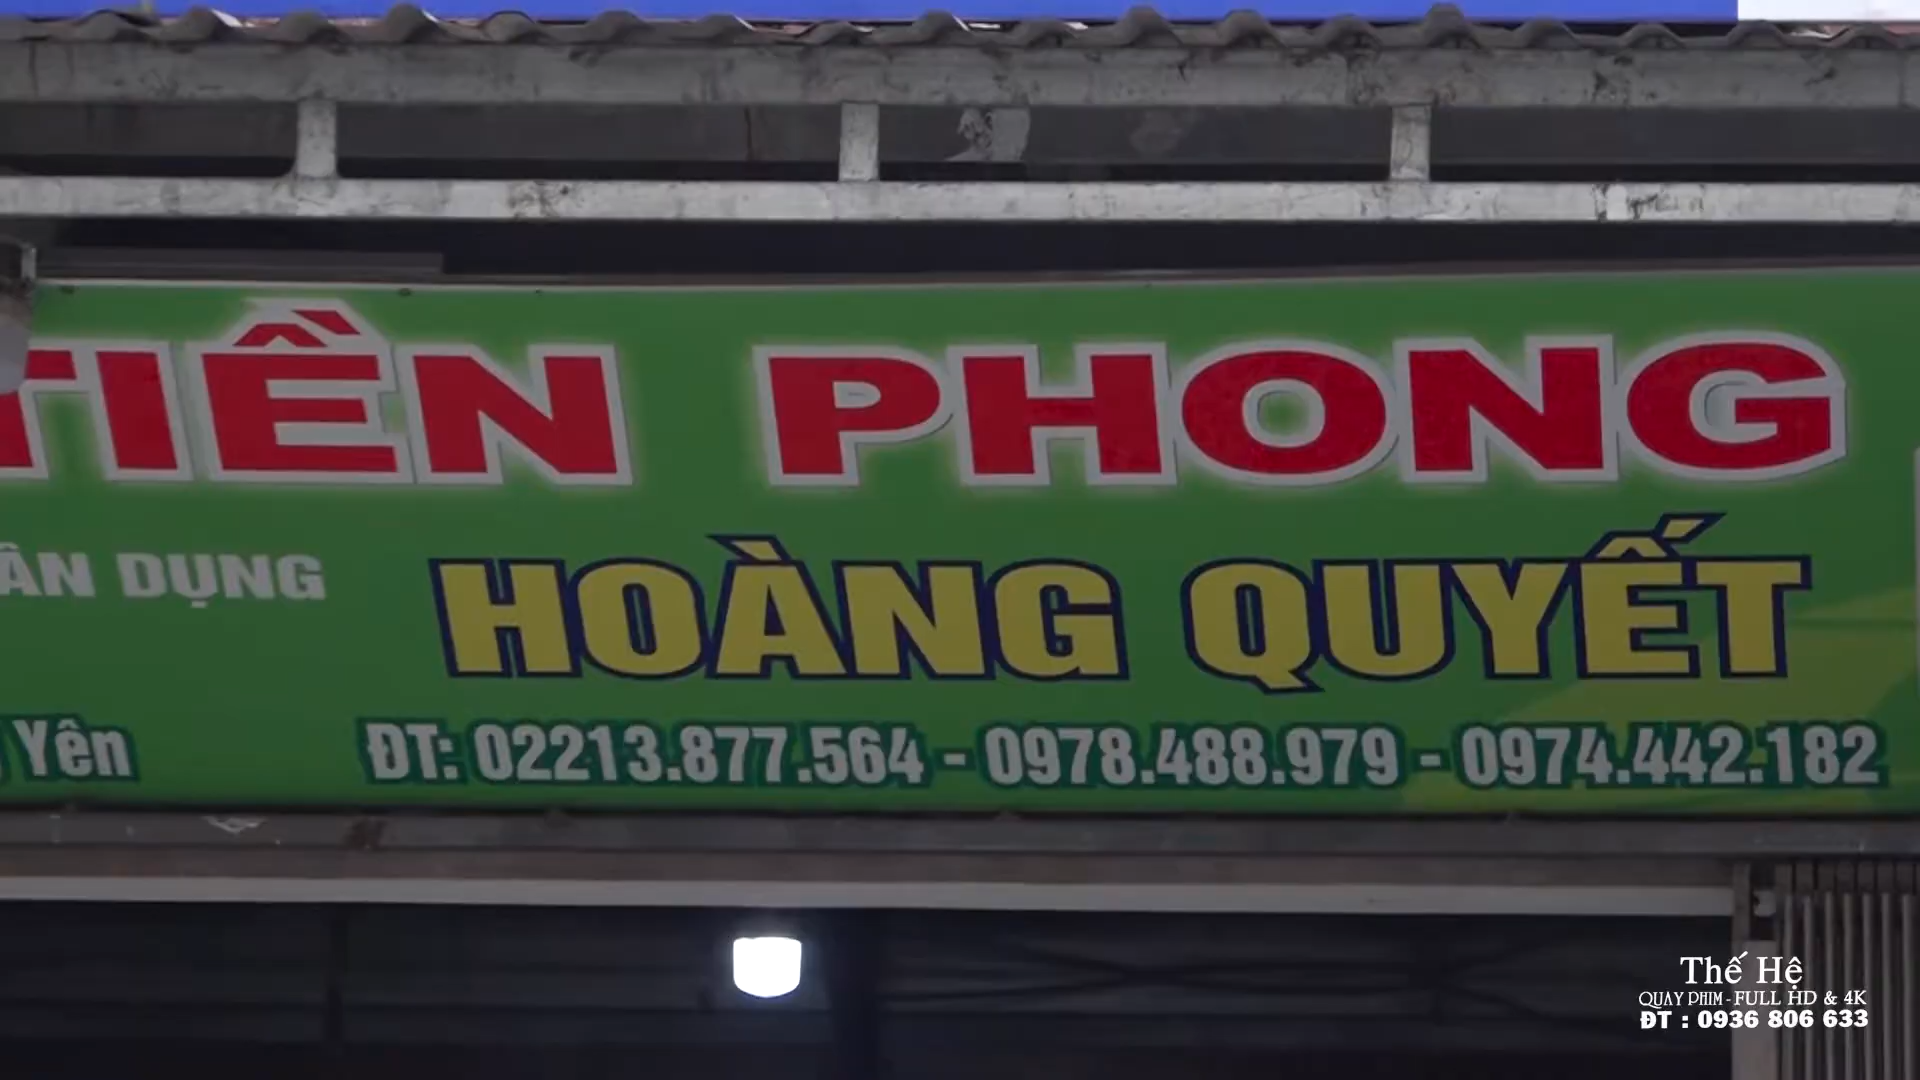 TIỀN PHONG
DỤNG
HOÀNG QUYẾT
Yên
ĐT: 02213.877.564 - 0978.488.979 - 0974.442.182
Thế Hệ
QUAY PHIM - FULL HD & 4K
ĐT : 0936 806 633